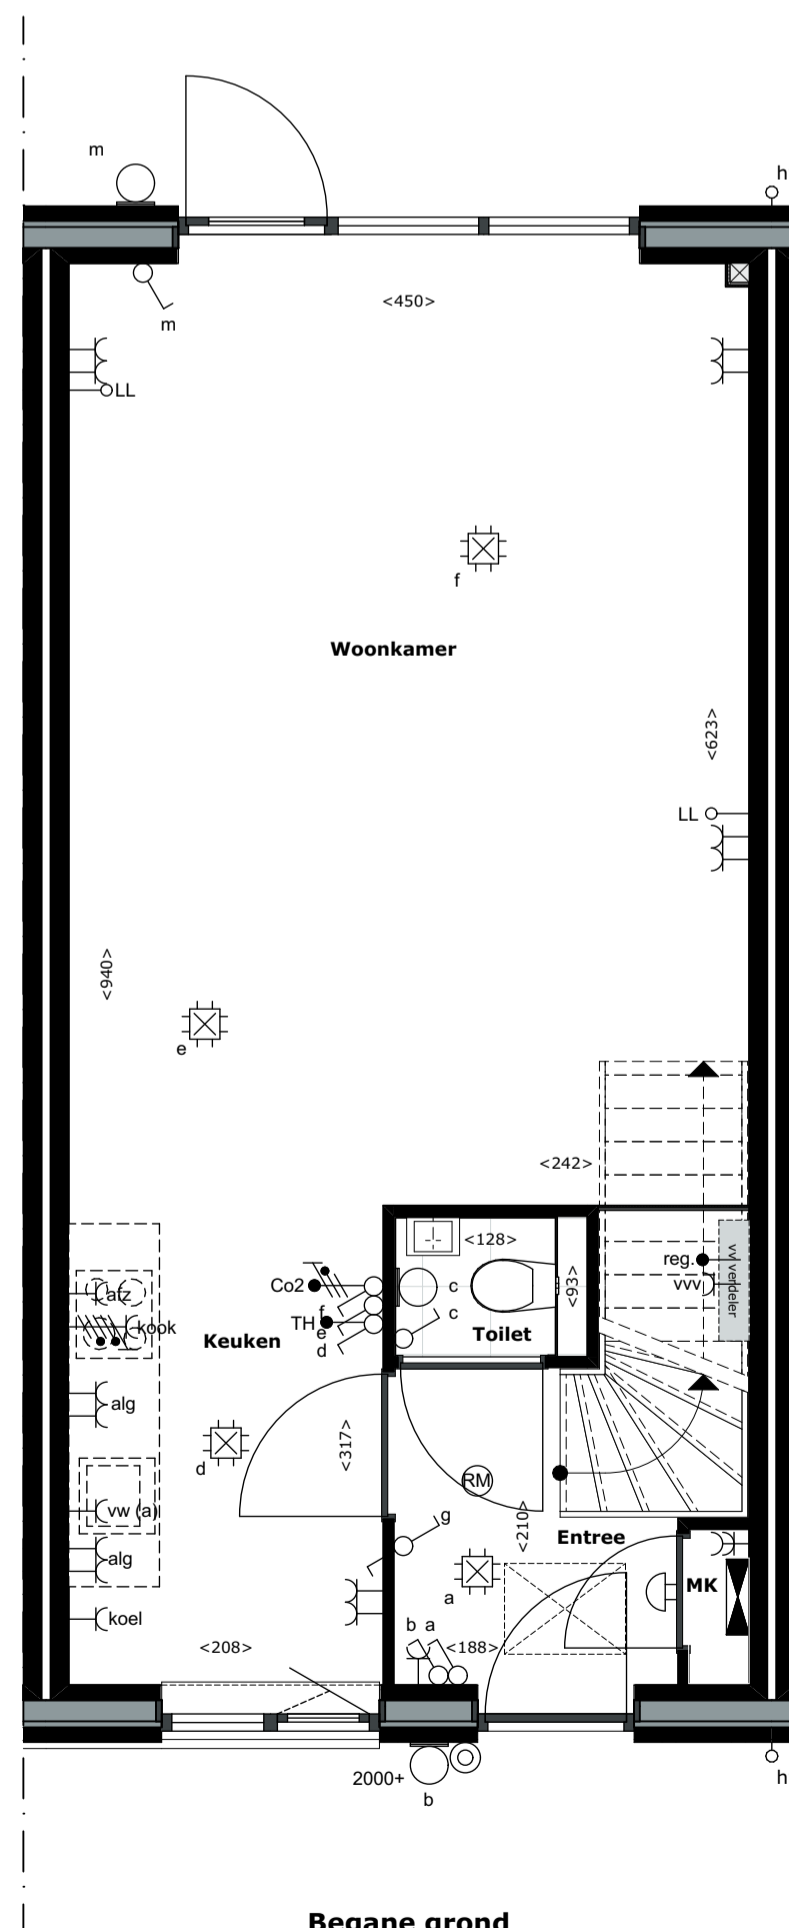 m
h
m
<450>
LL
f
Woonkamer
<623>
LL
<940>
e
<242>
<128>
reg.
vv verdeler
vvv
Co2
c
<93>
afz
f
c
TH
e
kook
Keuken
d
Toilet
alg
<317>
d
RM
vw (a)
g
<210>
Entree
alg
a
MK
koel
b a
<208>
<188>
2000+
b
h
Begane grond